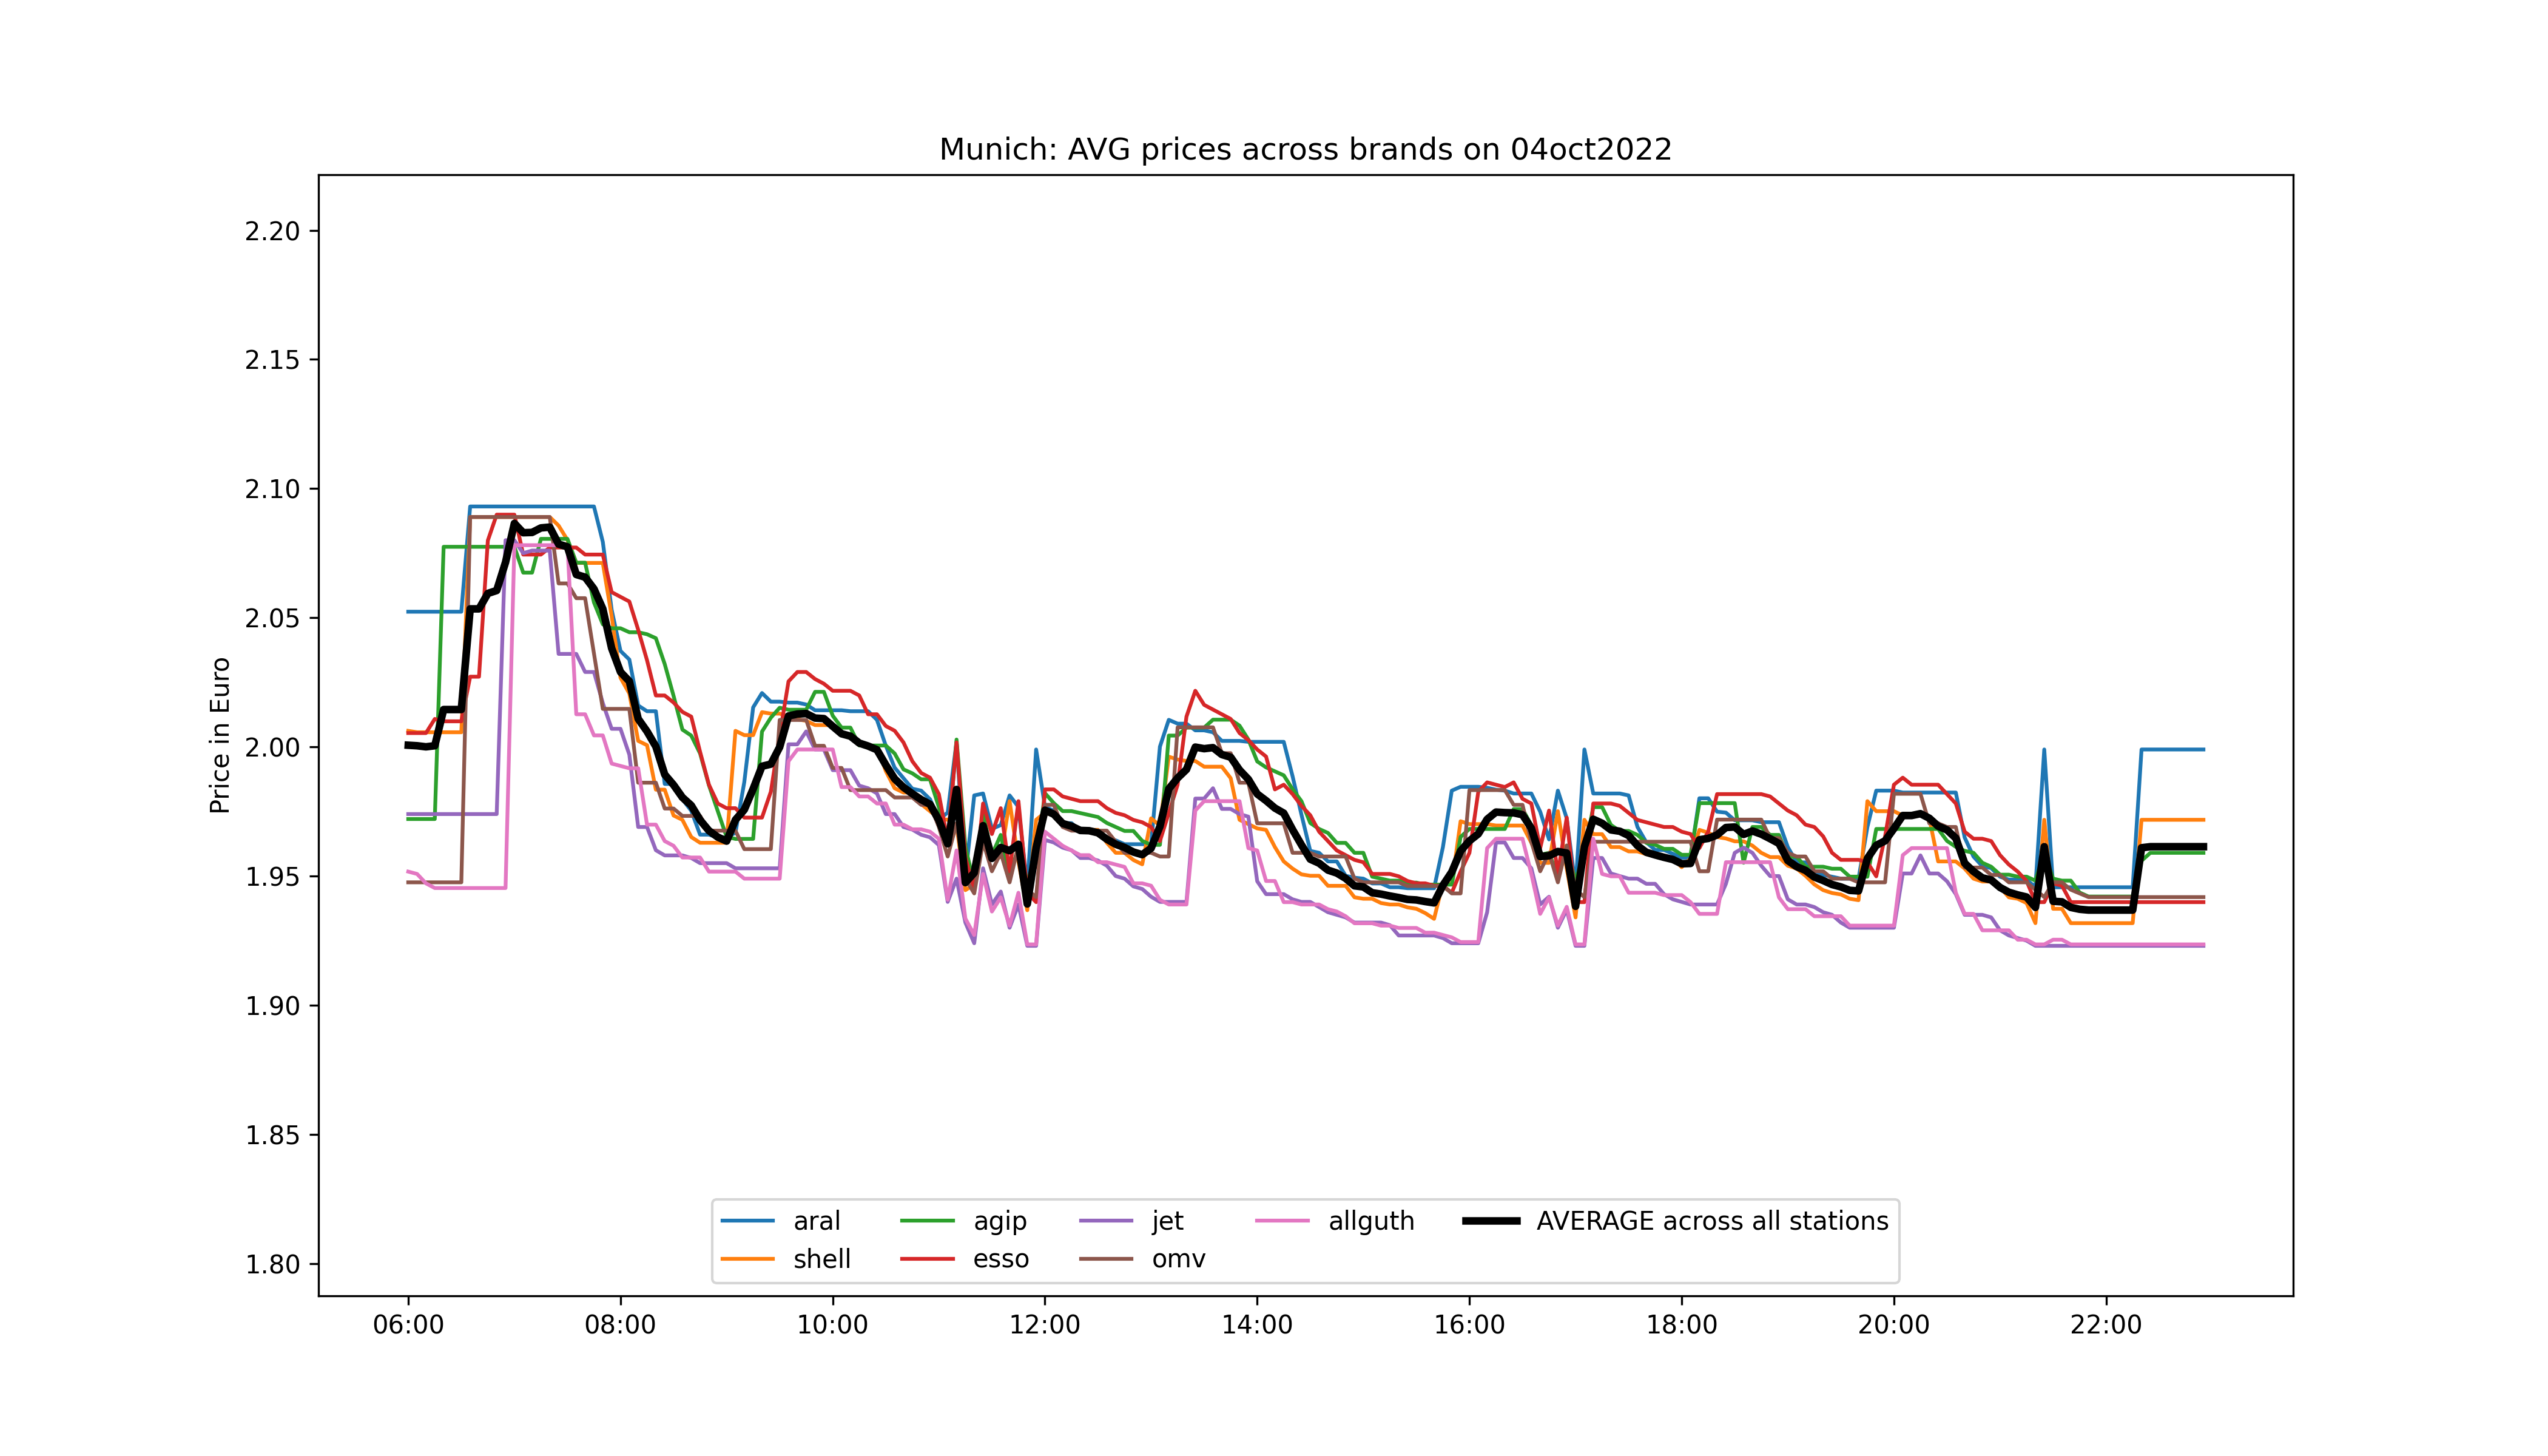 Munich: AVG prices across brands on 04oct2022
2.20
2.15
2.10
2.05
2.00
1.95
1.90
1.85
1.80
Price in Euro
aral agip jet allguth AVERAGE across all stations
shell esso omv
06:00 08:00 10:00 12:00 14:00 16:00 18:00 20:00 22:00